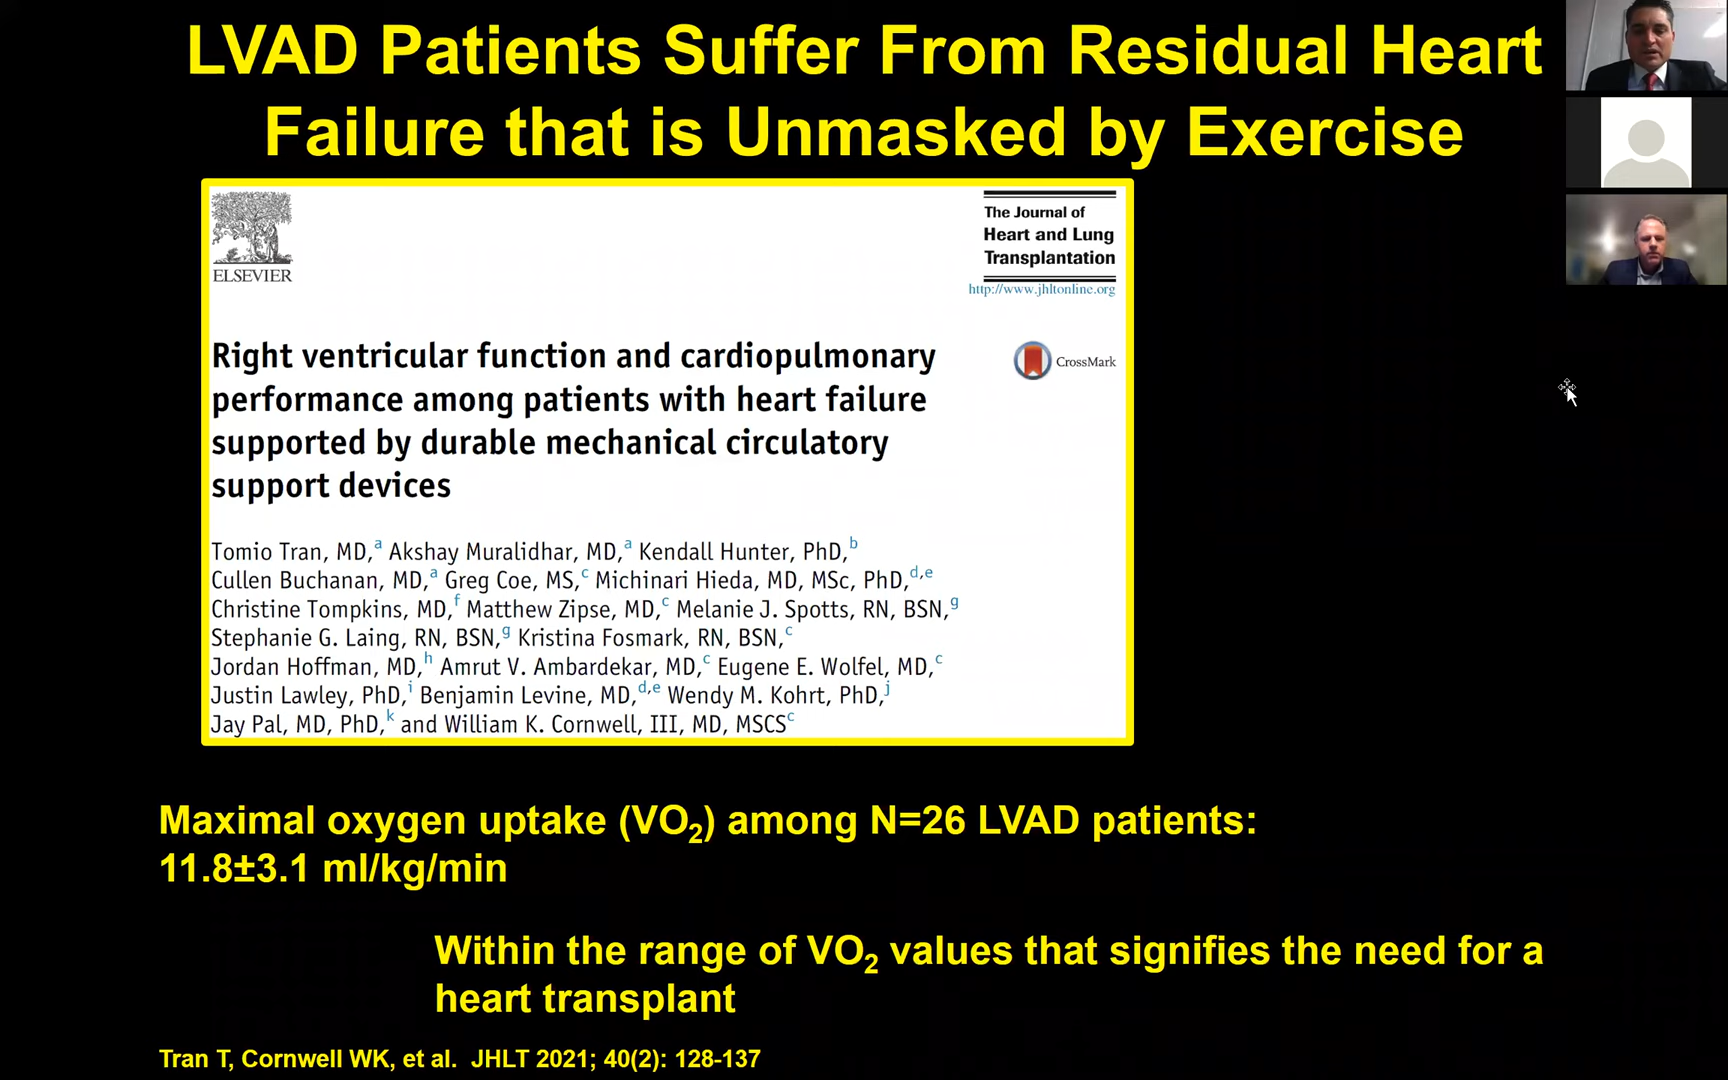 LVAD Patients Suffer From Residual Heart
Failure that is Unmasked by Exercise
ELSEVIER
The Journal of
Heart and Lung
Transplantation
http://www.jhltonline.org
Right ventricular function and cardiopulmonary
performance among patients with heart failure
supported by durable mechanical circulatory
support devices
CrossMark
Tomio Tran, MD,ᵃ Akshay Muralidhar, MD,ᵃ Kendall Hunter, PhD,ᵇ
Cullen Buchanan, MD,ᵃ Greg Coe, MS,ᶜ Michinari Hieda, MD, MSc, PhD,ᵈ,ᵉ
Christine Tompkins, MD,ᶠ Matthew Zipse, MD,ᶜ Melanie J. Spotts, RN, BSN,ᵍ
Stephanie G. Laing, RN, BSN,ᵍ Kristina Fosmark, RN, BSN,ᶜ
Jordan Hoffman, MD,ʰ Amrut V. Ambardekar, MD,ᶜ Eugene E. Wolfel, MD,ᶜ
Justin Lawley, PhD,ⁱ Benjamin Levine, MD,ᵈ,ᵉ Wendy M. Kohrt, PhD,ʲ
Jay Pal, MD, PhD,ᵏ and William K. Cornwell, III, MD, MSCSᶜ
Maximal oxygen uptake (VO₂) among N=26 LVAD patients:
11.8±3.1 ml/kg/min
Within the range of VO₂ values that signifies the need for a
heart transplant
Tran T, Cornwell WK, et al. JHLT 2021; 40(2): 128-137